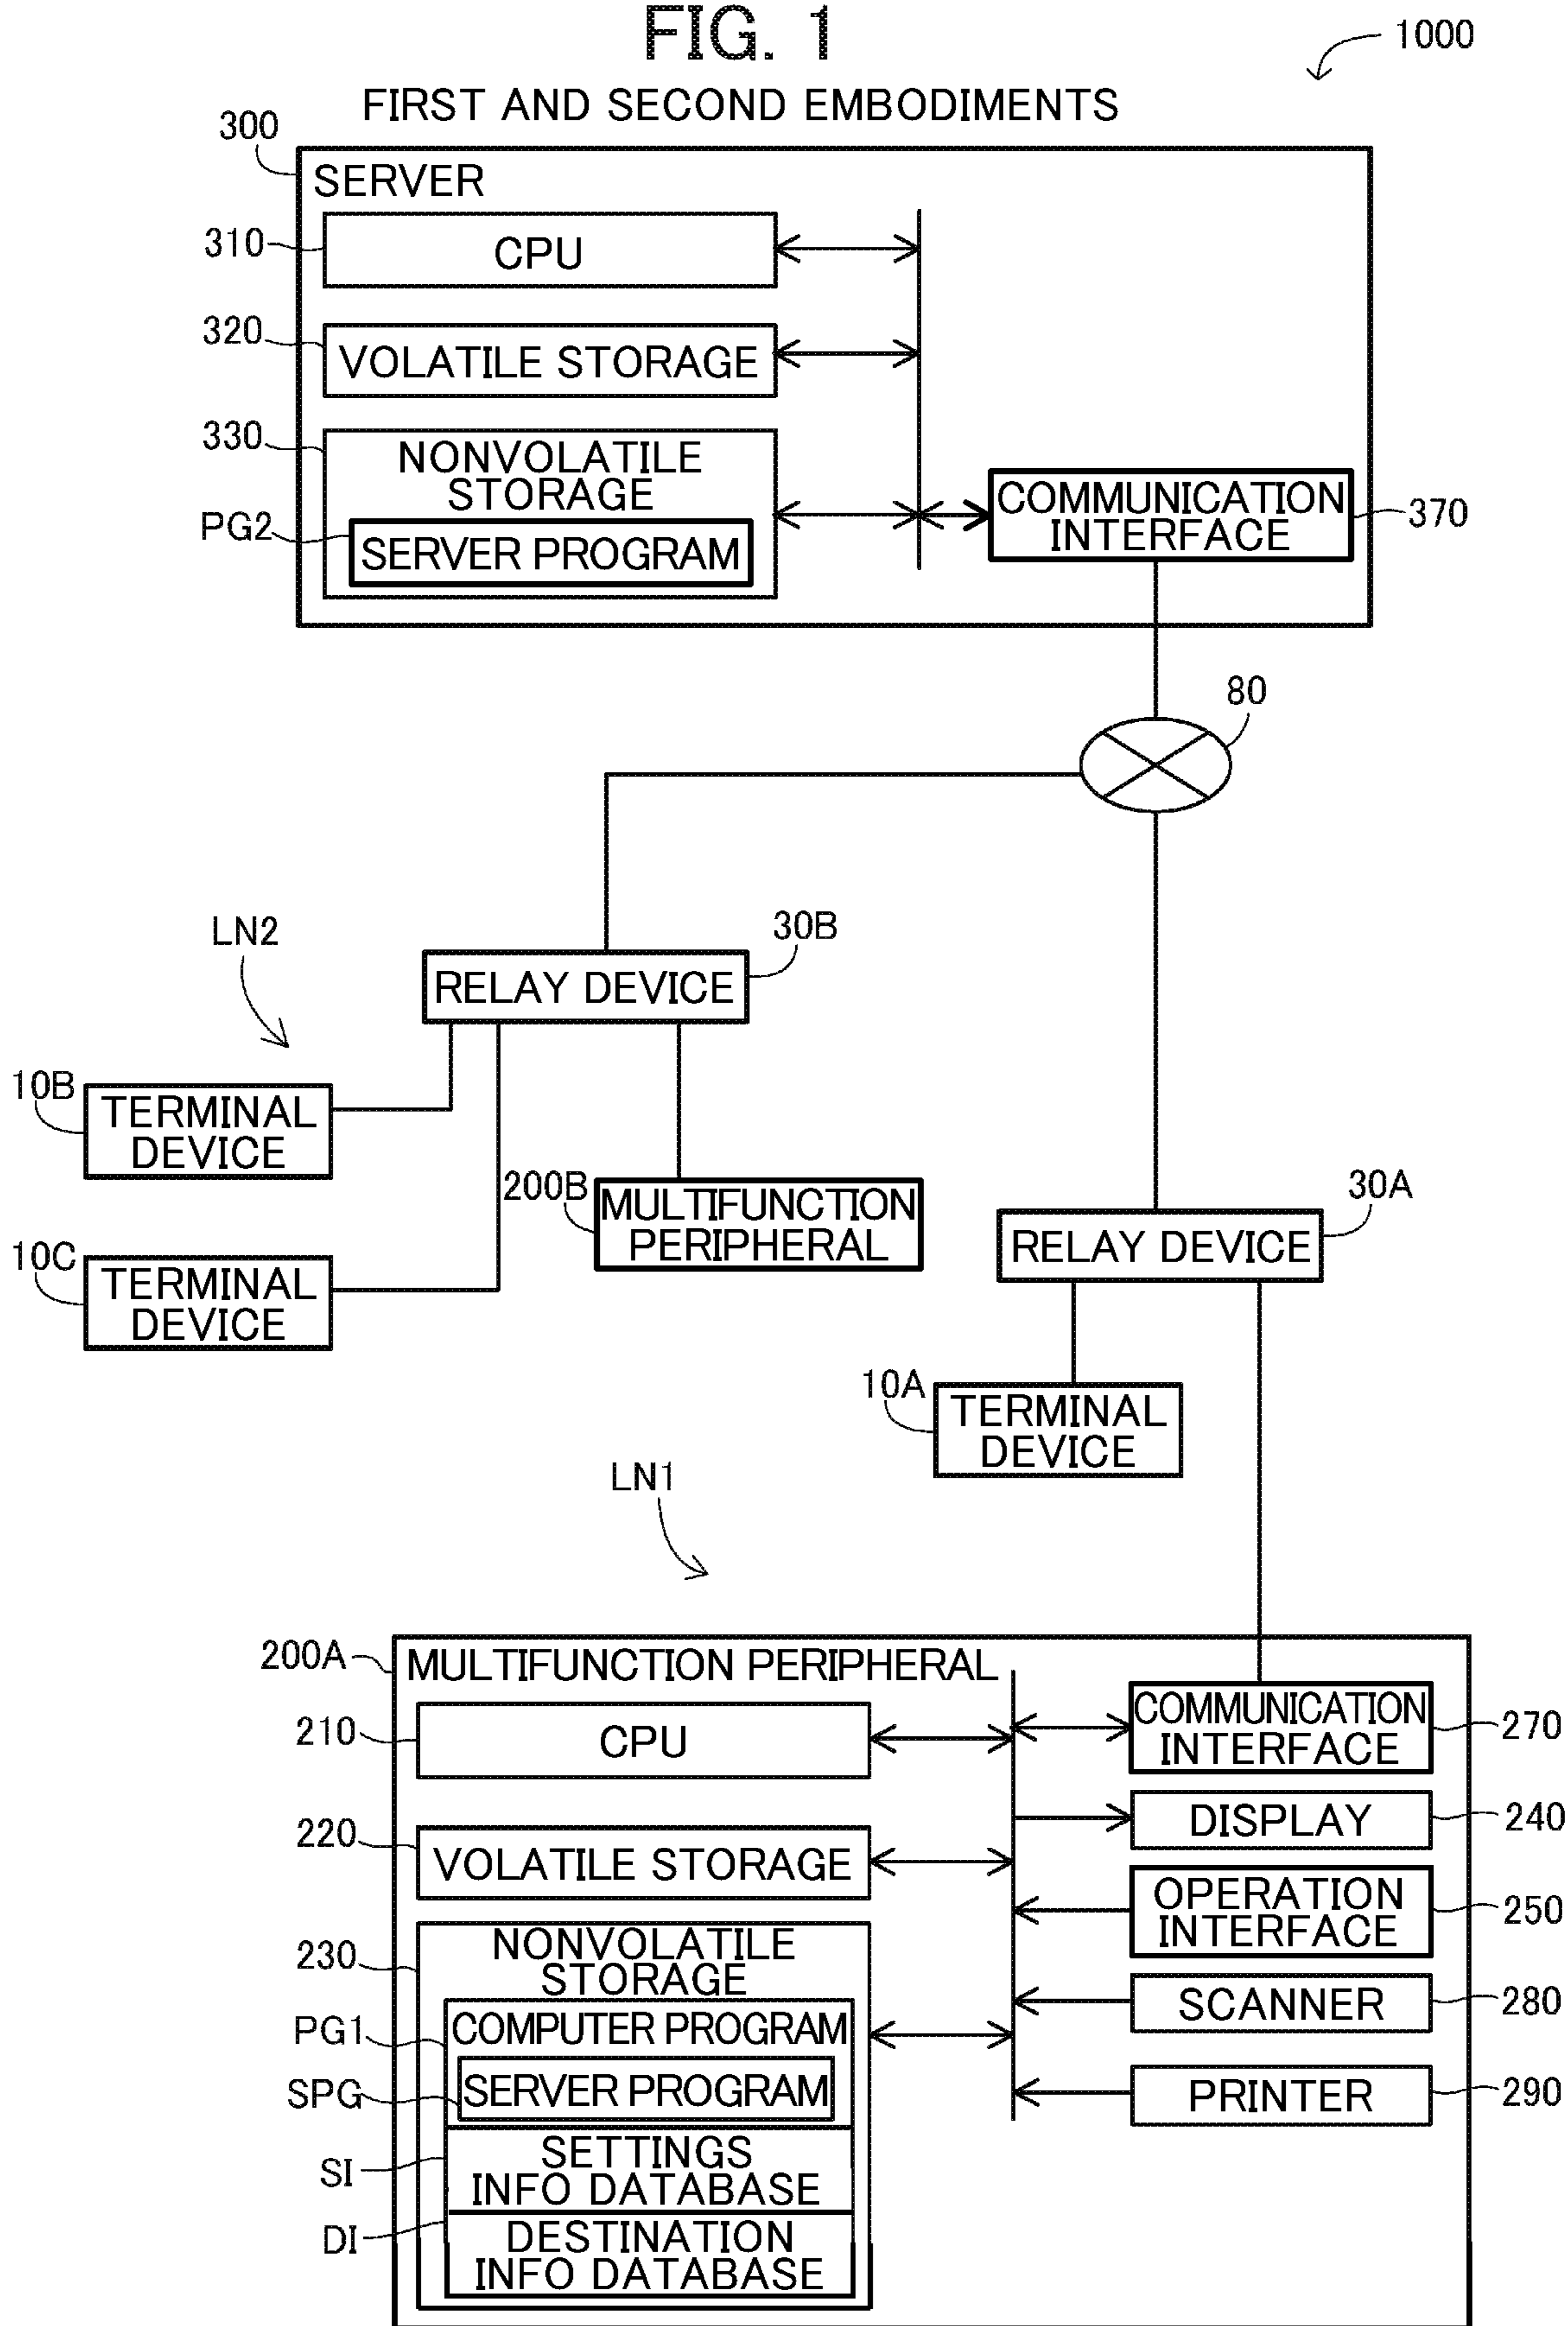 FIG. 1
1000
FIRST AND SECOND EMBODIMENTS
300
SERVER
310
CPU
320
VOLATILE STORAGE
330
NONVOLATILE
STORAGE
PG2
SERVER PROGRAM
COMMUNICATION
INTERFACE
370
80
LN2
30B
RELAY DEVICE
10B
TERMINAL
DEVICE
200B
MULTIFUNCTION
PERIPHERAL
30A
RELAY DEVICE
10C
TERMINAL
DEVICE
10A
TERMINAL
DEVICE
LN1
200A
MULTIFUNCTION PERIPHERAL
210
CPU
COMMUNICATION
INTERFACE
270
DISPLAY
240
220
VOLATILE STORAGE
OPERATION
INTERFACE
250
230
NONVOLATILE
STORAGE
SCANNER
280
PG1
COMPUTER PROGRAM
SPG
SERVER PROGRAM
PRINTER
290
SI
SETTINGS
INFO DATABASE
DI
DESTINATION
INFO DATABASE